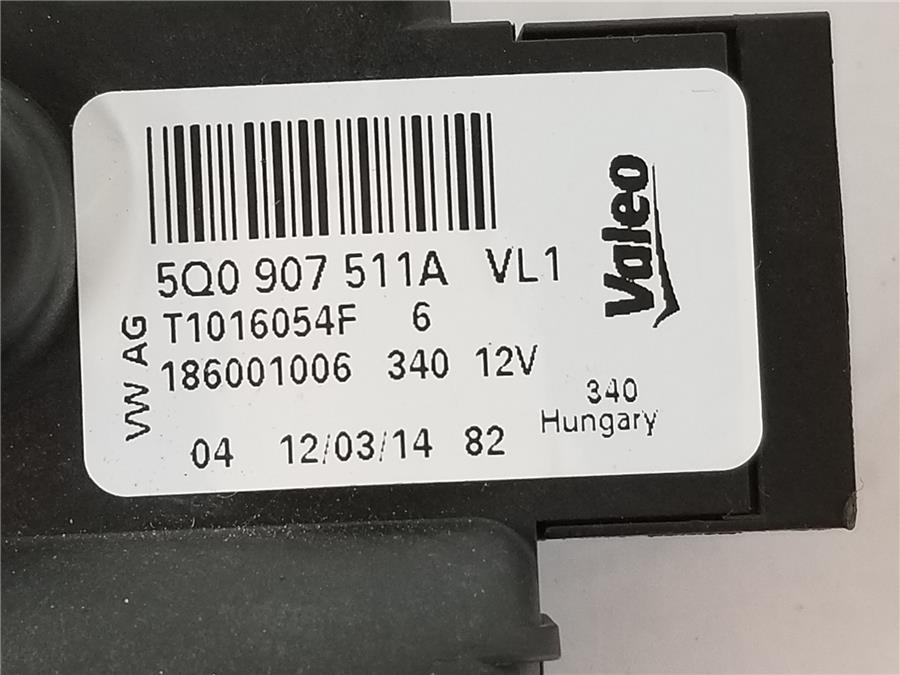 5Q0 907 511A VL1
T1016054F 6
186001006 340 12V
04 12/03/14 82
VW AG
Valeo
340
Hungary